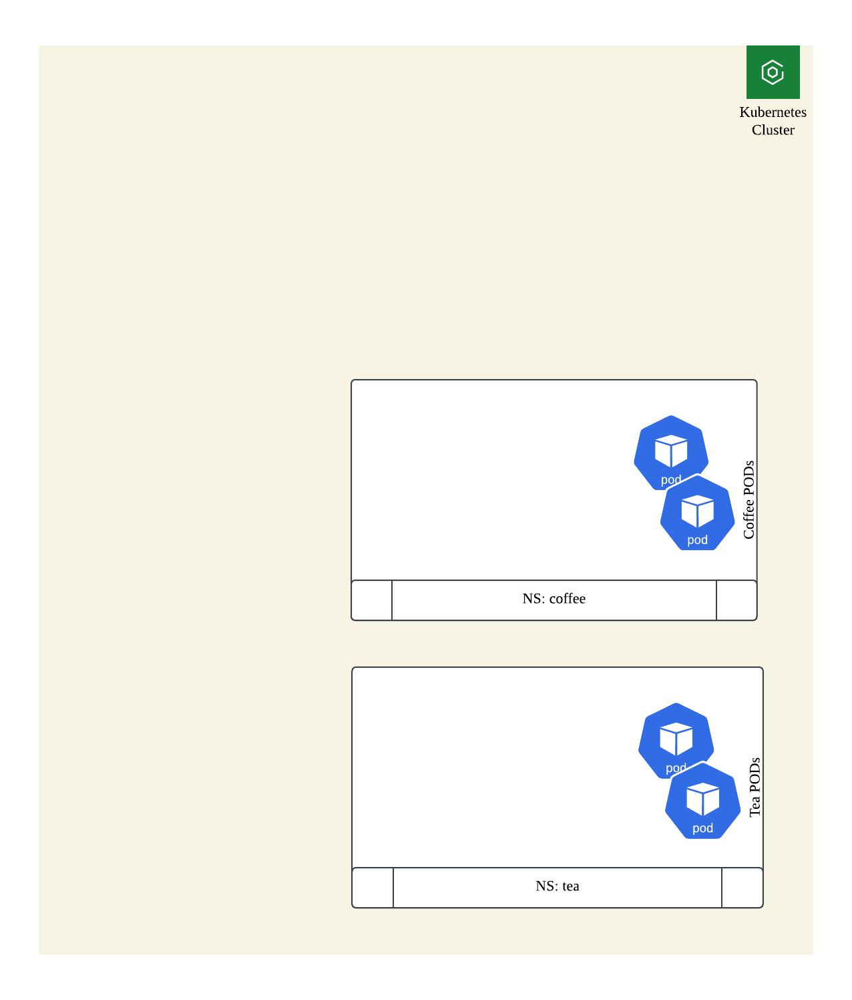 Kubernetes
Cluster
pod
pod
Coffee PODs
NS: coffee
pod
pod
Tea PODs
NS: tea